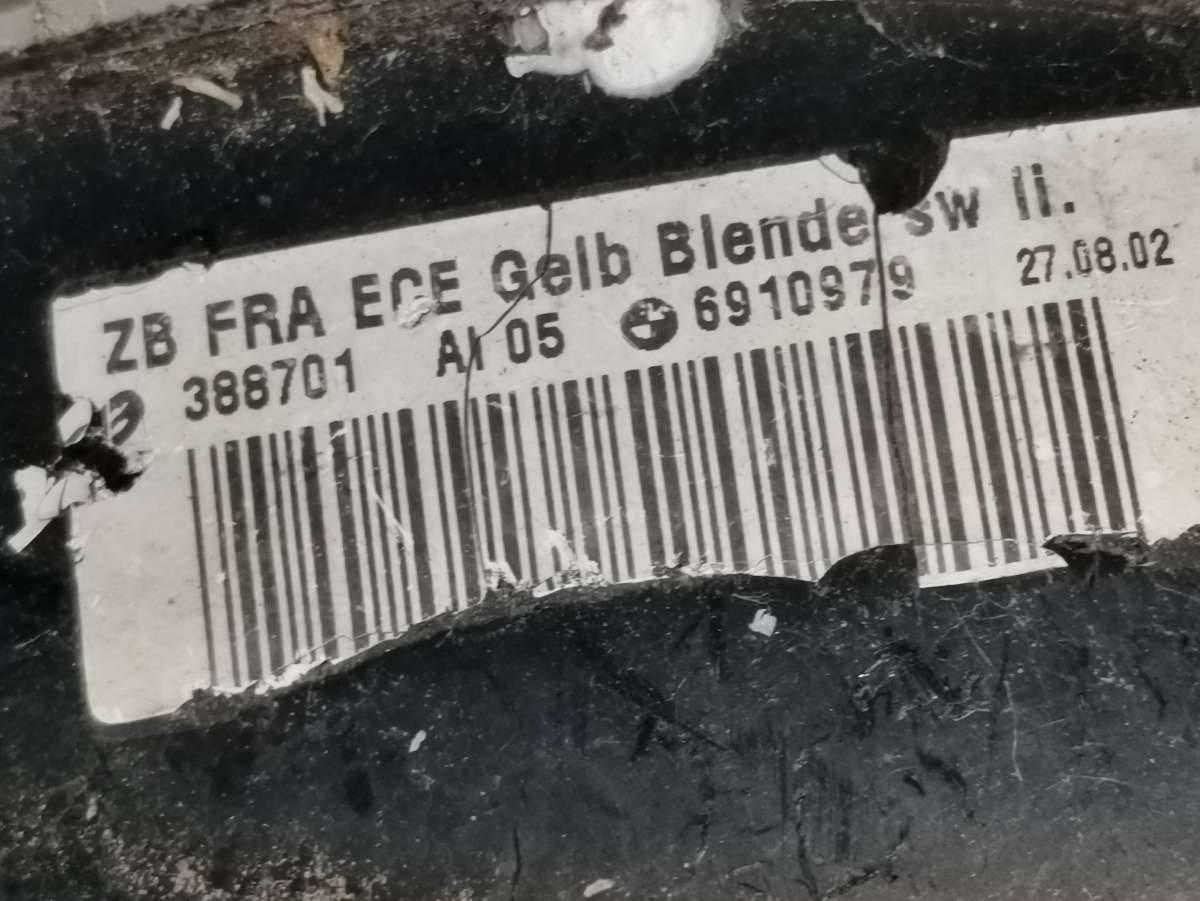 ZB FRA ECE Gelb Blende sw li.
388701 AI 05 6910979 27.08.02